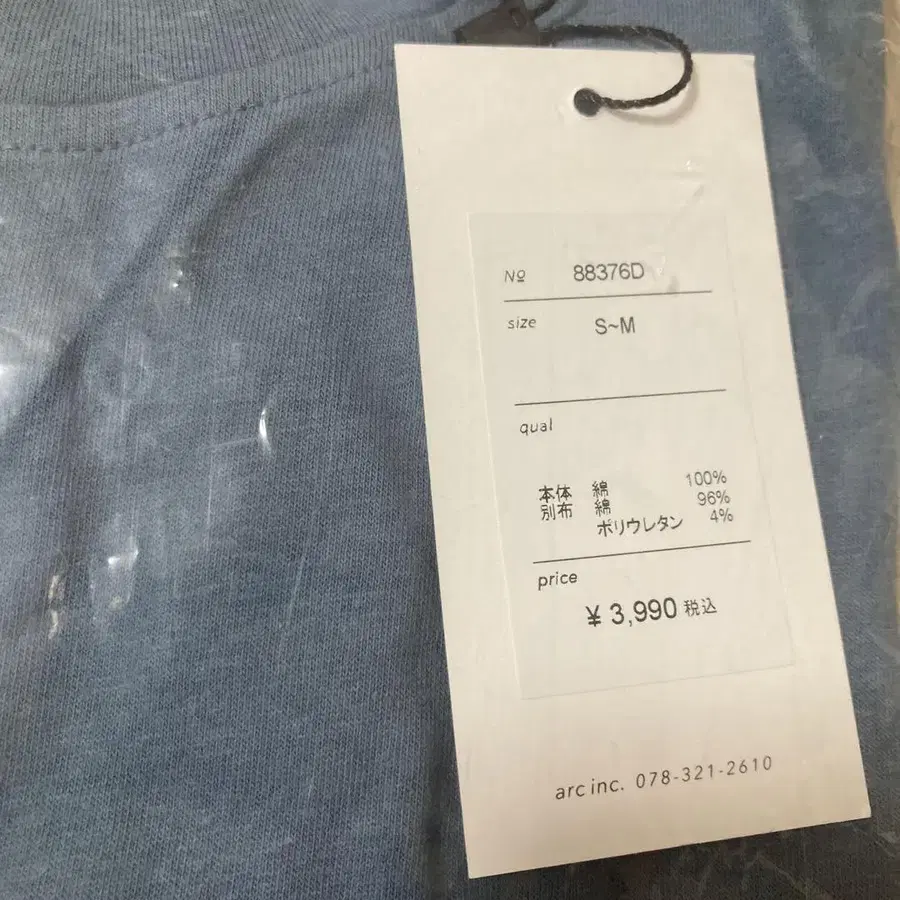 № 88376D
size S~M
qual
本体 綿 100%
別布 綿 96%
ポリウレタン 4%
price
¥ 3,990 税込
arc inc. 078-321-2610